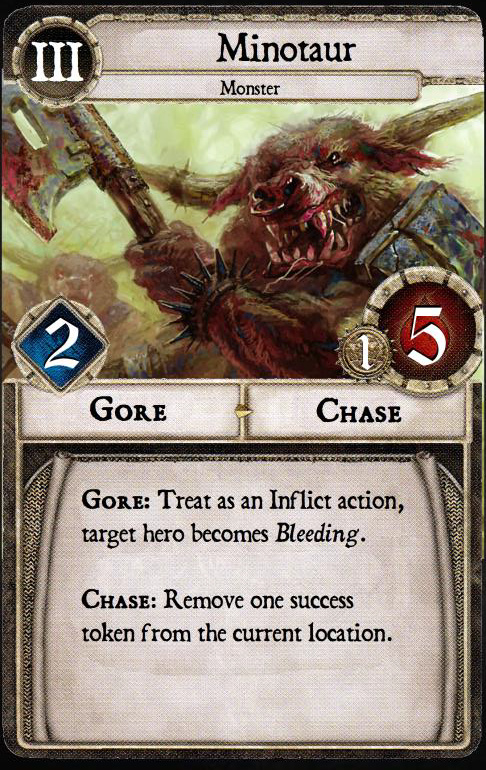 III
Minotaur
Monster
2
1
5
GORE
CHASE
GORE: Treat as an Inflict action,
target hero becomes Bleeding.
CHASE: Remove one success
token from the current location.